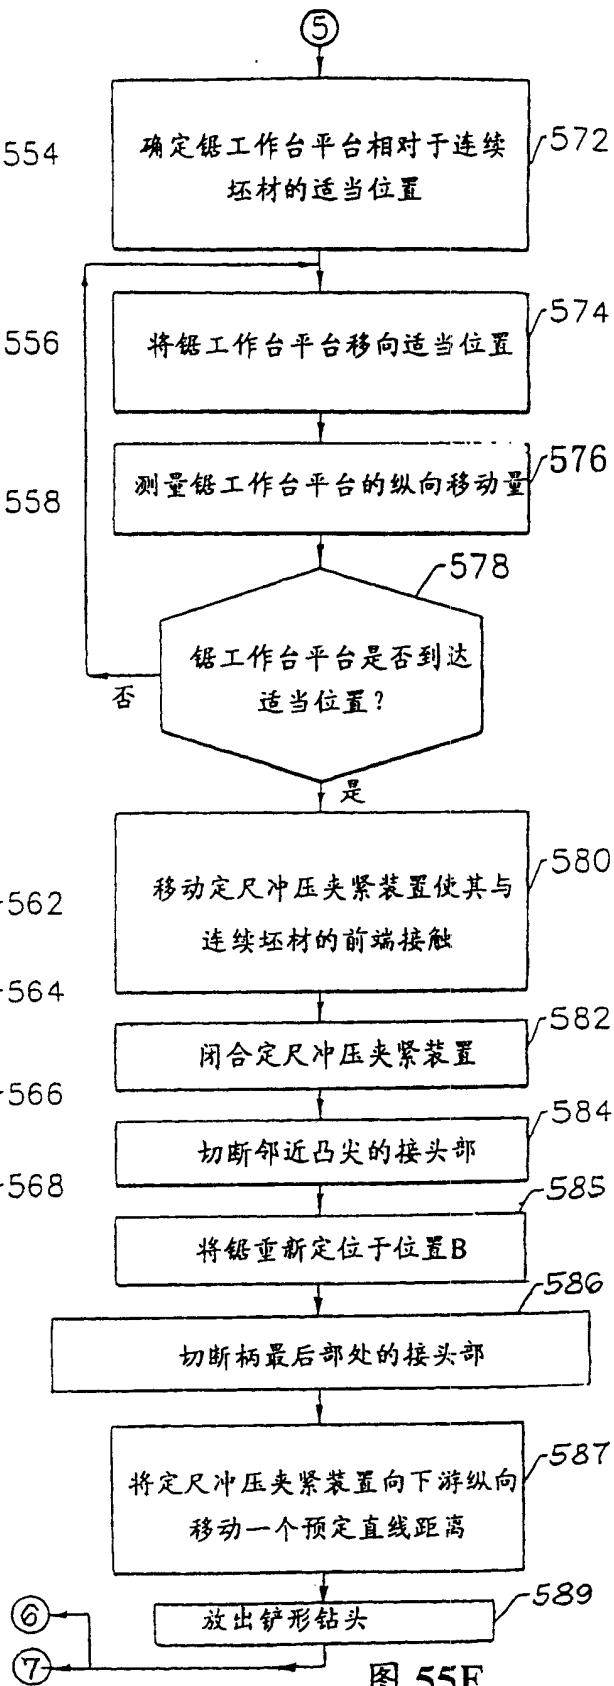 5
554
确定锯工作台平台相对于连续
坯材的适当位置
572
556
将锯工作台平台移向适当位置
574
558
测量锯工作台平台的纵向移动量
576
578
锯工作台平台是否到达
适当位置？
否
是
562
移动定尺冲压夹紧装置使其与
连续坯材的前端接触
580
564
闭合定尺冲压夹紧装置
582
566
切断邻近凸尖的接头部
584
568
将锯重新定位于位置B
585
切断柄最后部处的接头部
586
将定尺冲压夹紧装置向下游纵向
移动一个预定直线距离
587
放出铲形钻头
589
6
7
图 55F